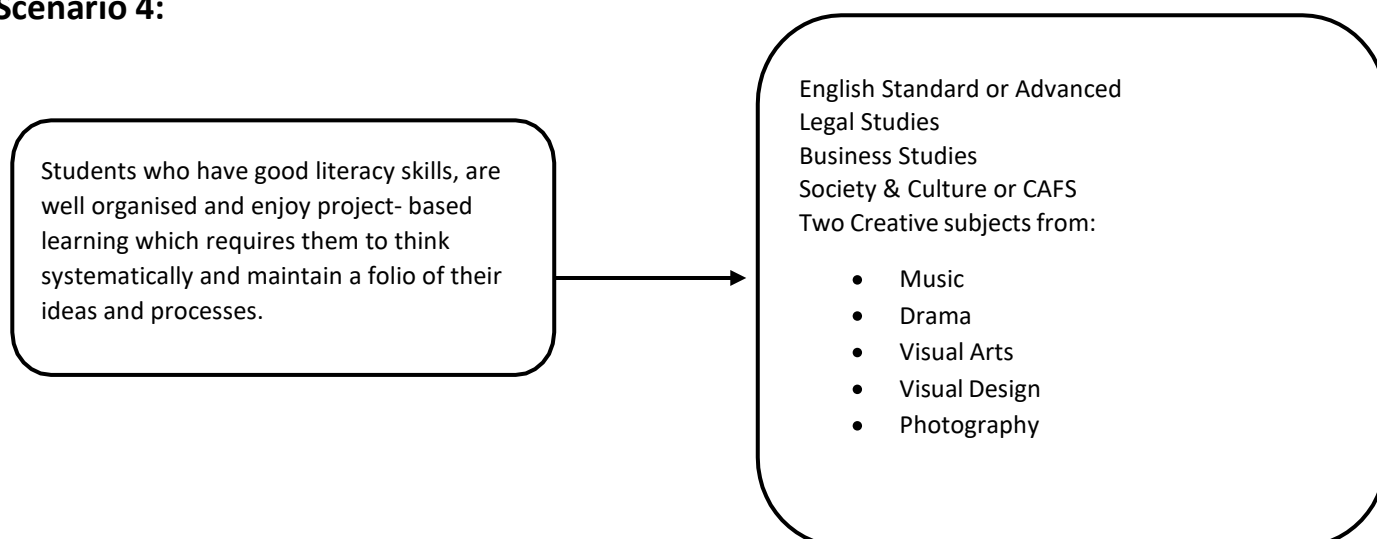 Scenario 4:
Students who have good literacy skills, are
well organised and enjoy project- based
learning which requires them to think
systematically and maintain a folio of their
ideas and processes.
English Standard or Advanced
Legal Studies
Business Studies
Society & Culture or CAFS
Two Creative subjects from:
• Music
• Drama
• Visual Arts
• Visual Design
• Photography